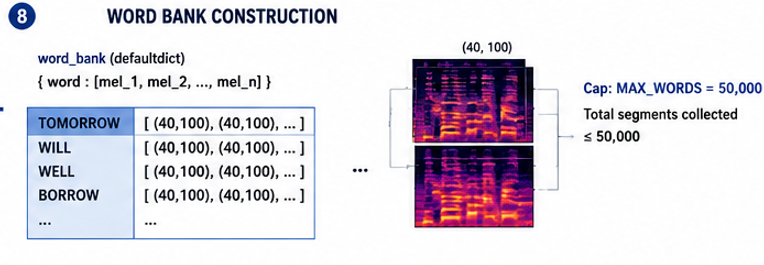 8 WORD BANK CONSTRUCTION
word_bank (defaultdict)
{ word : [mel_1, mel_2, ..., mel_n] }
TOMORROW [ (40,100), (40,100), ... ]
WILL [ (40,100), (40,100), ... ]
WELL [ (40,100), (40,100), ... ]
BORROW [ (40,100), (40,100), ... ]
... ...
...
(40, 100)
Cap: MAX_WORDS = 50,000
Total segments collected
≤ 50,000